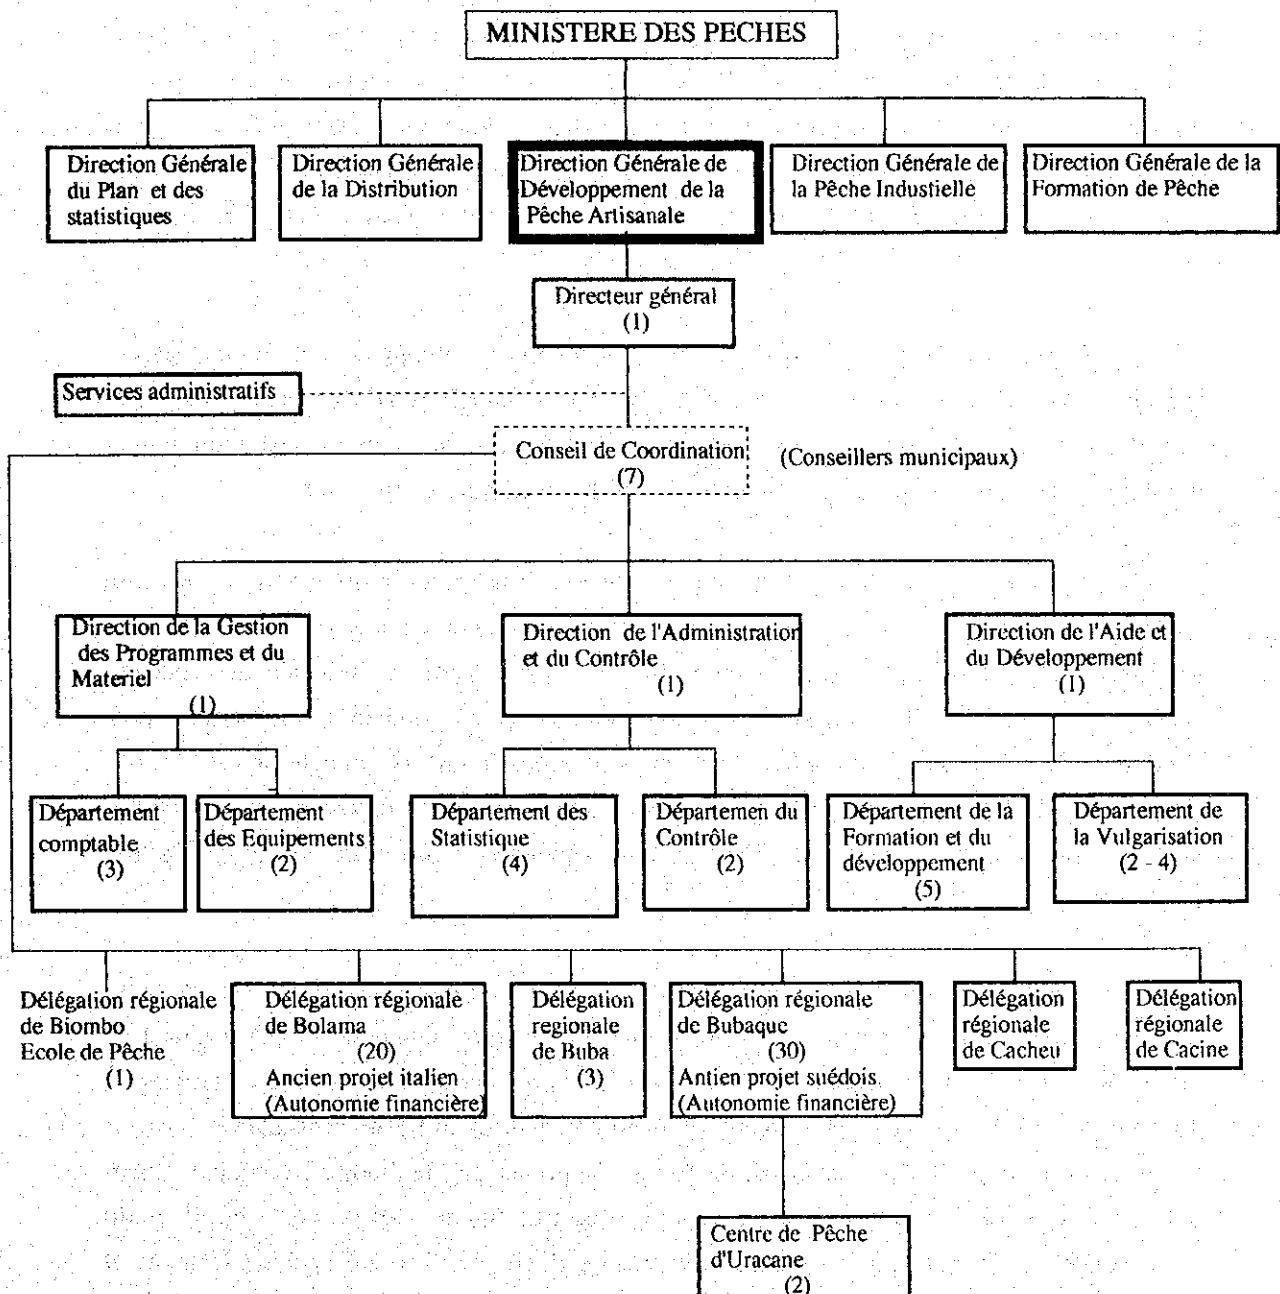 MINISTERE DES PECHES
Direction Générale
du Plan et des
statistiques
Direction Générale
de la Distribution
Direction Générale de
Développement de la
Pêche Artisanale
Direction Générale de
la Pêche Industielle
Direction Générale de la
Formation de Pêche
Directeur général
(1)
Services administratifs
Conseil de Coordination
(7)
(Conseillers municipaux)
Direction de la Gestion
des Programmes et du
Materiel
(1)
Direction de l'Administration
et du Contrôle
(1)
Direction de l'Aide et
du Développement
(1)
Département
comptable
(3)
Département
des Equipements
(2)
Département des
Statistique
(4)
Départemen du
Contrôle
(2)
Département de la
Formation et du
développement
(5)
Département de
la Vulgarisation
(2 - 4)
Délégation régionale
de Biombo
Ecole de Pêche
(1)
Délégation régionale
de Bolama
(20)
Ancien projet italien
(Autonomie financière)
Délégation
regionale
de Buba
(3)
Délégation régionale
de Bubaque
(30)
Antien projet suédois
(Autonomie financière)
Délégation
régionale
de Cacheu
Délégation
régionale
de Cacine
Centre de Pêche
d'Uracane
(2)